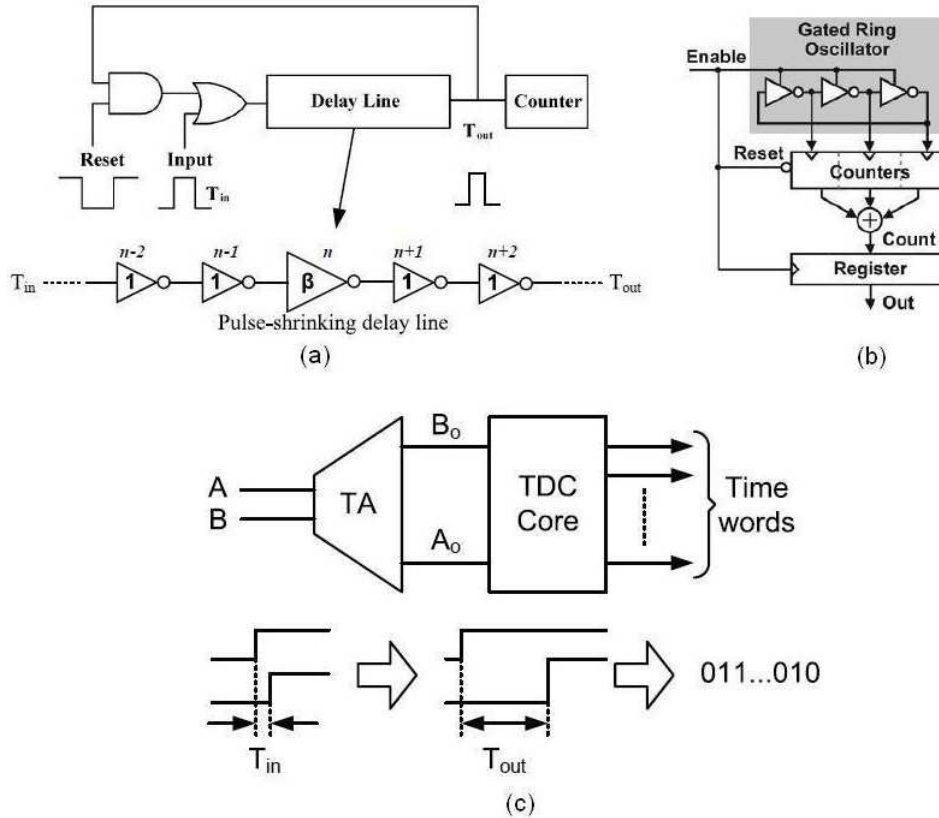 Delay Line
Counter
T_out
Reset
Input
T_in
n-2
n-1
n
n+1
n+2
T_in
1
1
β
1
1
T_out
Pulse-shrinking delay line
(a)
Gated Ring
Oscillator
Enable
Reset
Counters
+
Count
Register
Out
(b)
A
B
TA
B_o
A_o
TDC
Core
Time
words
T_in
T_out
011...010
(c)